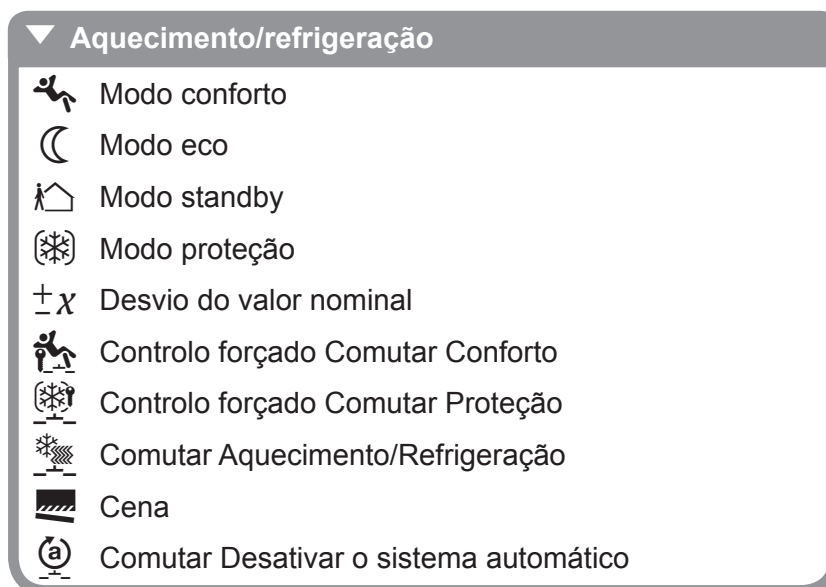 Aquecimento/refrigeração
Modo conforto
Modo eco
Modo standby
Modo proteção
±x Desvio do valor nominal
Controlo forçado Comutar Conforto
Controlo forçado Comutar Proteção
Comutar Aquecimento/Refrigeração
Cena
a Comutar Desativar o sistema automático